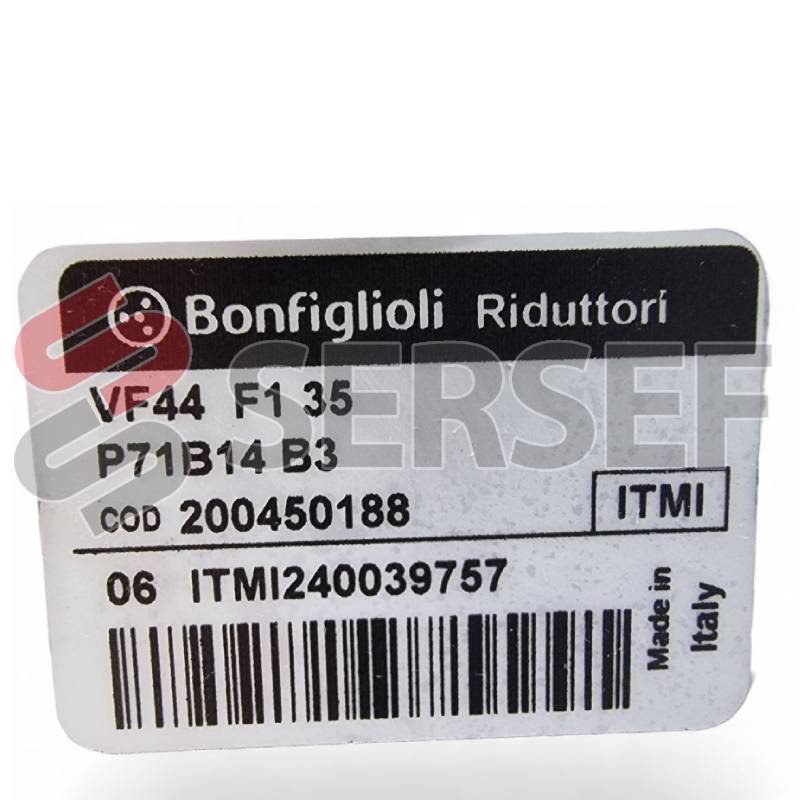 Bonfiglioli Riduttori
SERSEF
VF44 F1 35
P71B14 B3
COD 200450188
ITMI
06 ITMI240039757
Made in
Italy